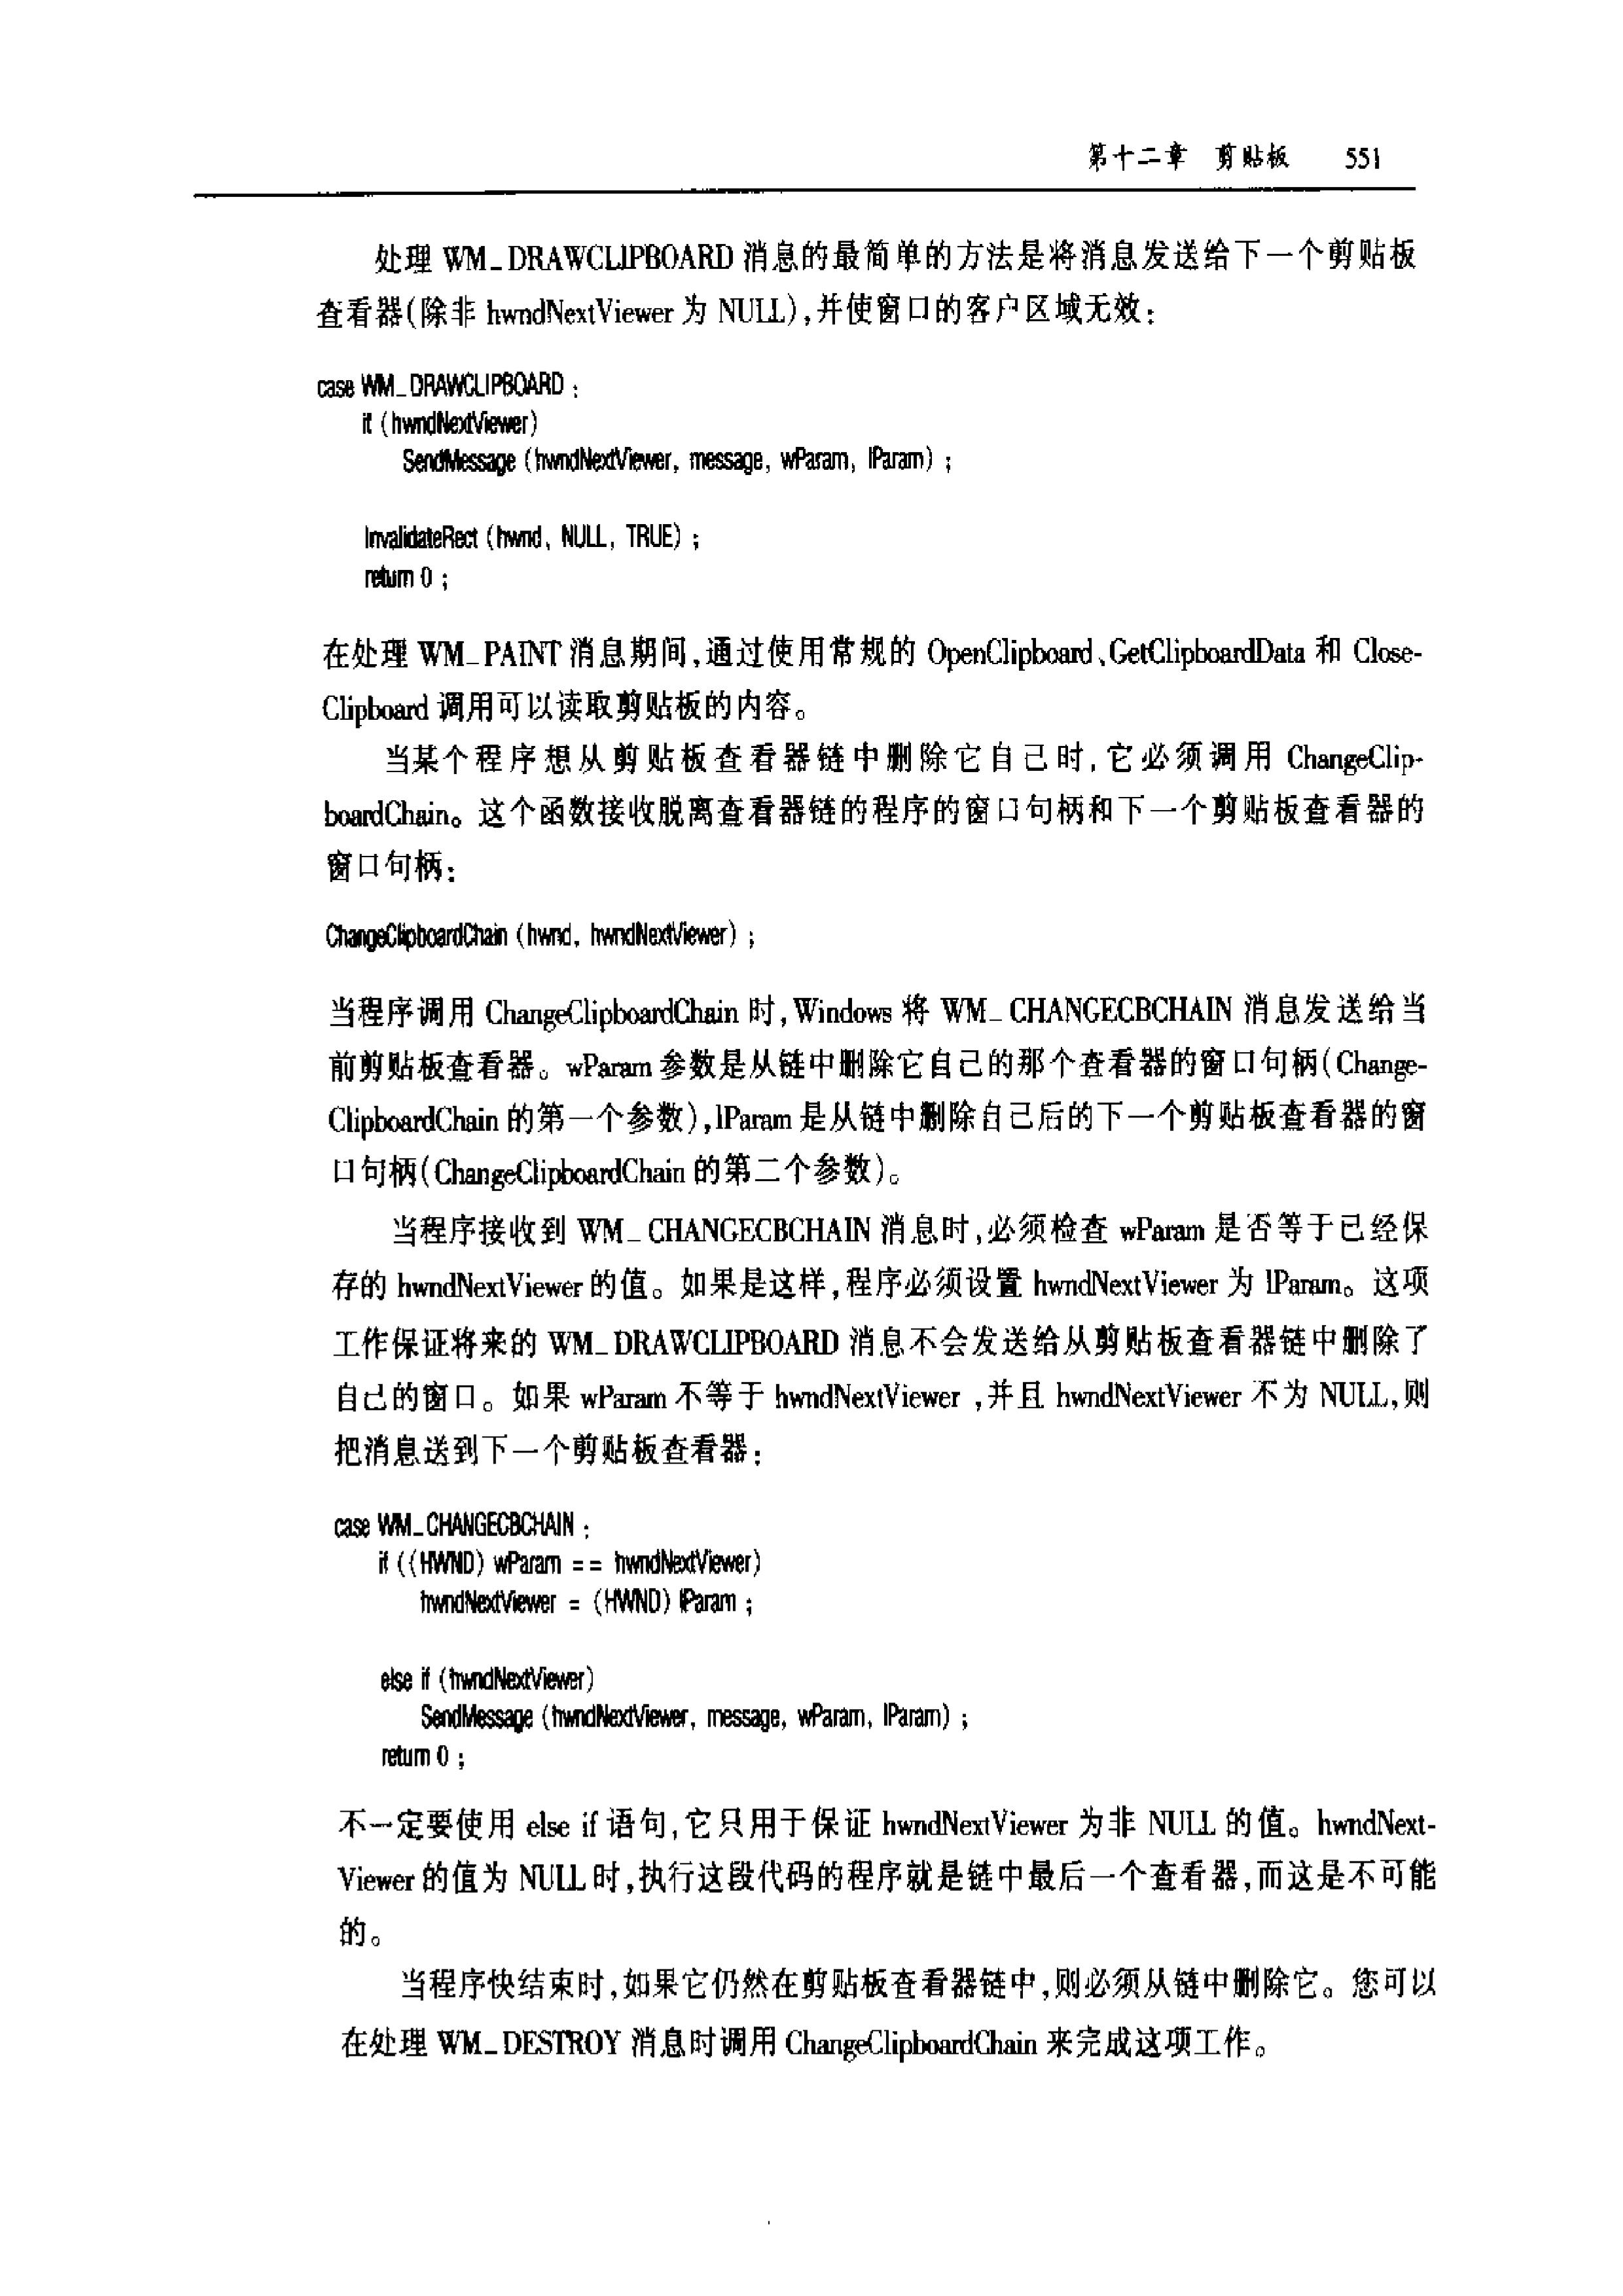 第十二章 剪贴板 551
处理 WM_DRAWCLIPBOARD 消息的最简单的方法是将消息发送给下一个剪贴板
查看器(除非 hwndNextViewer 为 NULL),并使窗口的客户区域无效:
case WM_DRAWCLIPBOARD ;
if (hwndNextViewer)
SendMessage (hwndNextViewer, message, wParam, lParam) ;
InvalidateRect (hwnd, NULL, TRUE) ;
return 0 ;
在处理 WM_PAINT 消息期间,通过使用常规的 OpenClipboard、GetClipboardData 和 Close-
Clipboard 调用可以读取剪贴板的内容。
当某个程序想从剪贴板查看器链中删除它自己时,它必须调用 ChangeClip-
boardChain。这个函数接收脱离查看器链的程序的窗口句柄和下一个剪贴板查看器的
窗口句柄:
ChangeClipboardChain (hwnd, hwndNextViewer) ;
当程序调用 ChangeClipboardChain 时,Windows 将 WM_CHANGECBCHAIN 消息发送给当
前剪贴板查看器。wParam 参数是从链中删除它自己的那个查看器的窗口句柄(Change-
ClipboardChain 的第一个参数),lParam 是从链中删除自己后的下一个剪贴板查看器的窗
口句柄(ChangeClipboardChain 的第二个参数)。
当程序接收到 WM_CHANGECBCHAIN 消息时,必须检查 wParam 是否等于已经保
存的 hwndNextViewer 的值。如果是这样,程序必须设置 hwndNextViewer 为 lParam。这项
工作保证将来的 WM_DRAWCLIPBOARD 消息不会发送给从剪贴板查看器链中删除了
自己的窗口。如果 wParam 不等于 hwndNextViewer ,并且 hwndNextViewer 不为 NULL,则
把消息送到下一个剪贴板查看器:
case WM_CHANGECBCHAIN ;
if ((HWND) wParam == hwndNextViewer)
hwndNextViewer = (HWND) lParam ;
else if (hwndNextViewer)
SendMessage (hwndNextViewer, message, wParam, lParam) ;
return 0 ;
不一定要使用 else if 语句,它只用于保证 hwndNextViewer 为非 NULL 的值。hwndNext-
Viewer 的值为 NULL 时,执行这段代码的程序就是链中最后一个查看器,而这是不可能
的。
当程序快结束时,如果它仍然在剪贴板查看器链中,则必须从链中删除它。您可以
在处理 WM_DESTROY 消息时调用 ChangeClipboardChain 来完成这项工作。